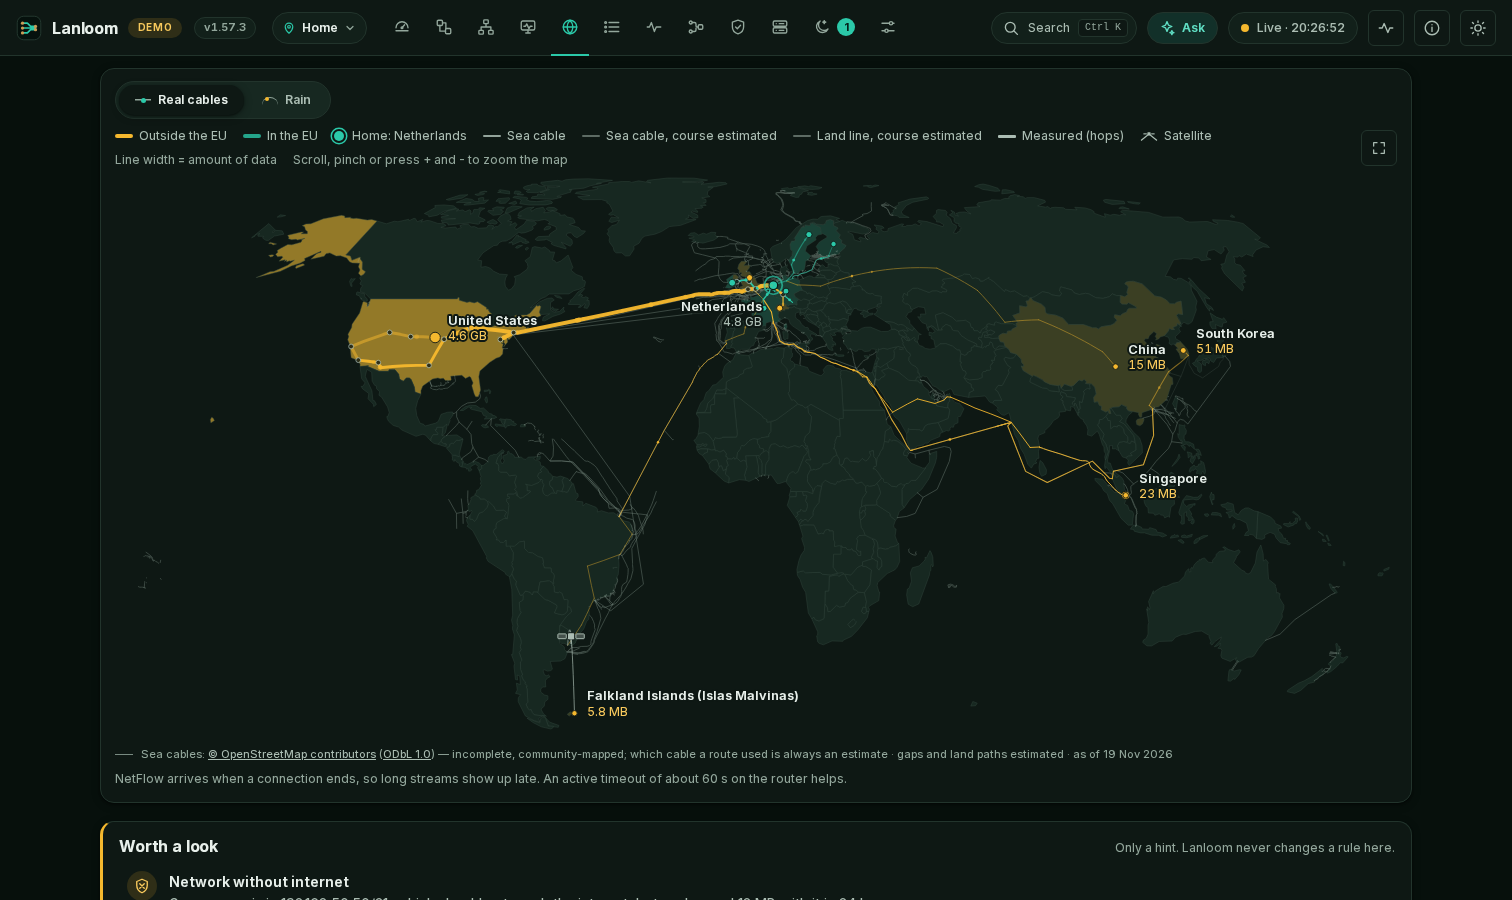 Lanloom DEMO v1.57.3 Home 1 Search Ctrl K Ask Live · 20:26:52
Real cables Rain
Outside the EU In the EU Home: Netherlands Sea cable Sea cable, course estimated Land line, course estimated Measured (hops) Satellite
Line width = amount of data Scroll, pinch or press + and - to zoom the map
Netherlands
4.8 GB
United States
4.6 GB
South Korea
51 MB
China
15 MB
Singapore
23 MB
Falkland Islands (Islas Malvinas)
5.8 MB
Sea cables: © OpenStreetMap contributors (ODbL 1.0) — incomplete, community-mapped; which cable a route used is always an estimate · gaps and land paths estimated · as of 19 Nov 2026
NetFlow arrives when a connection ends, so long streams show up late. An active timeout of about 60 s on the router helps.
Worth a look Only a hint. Lanloom never changes a rule here.
Network without internet